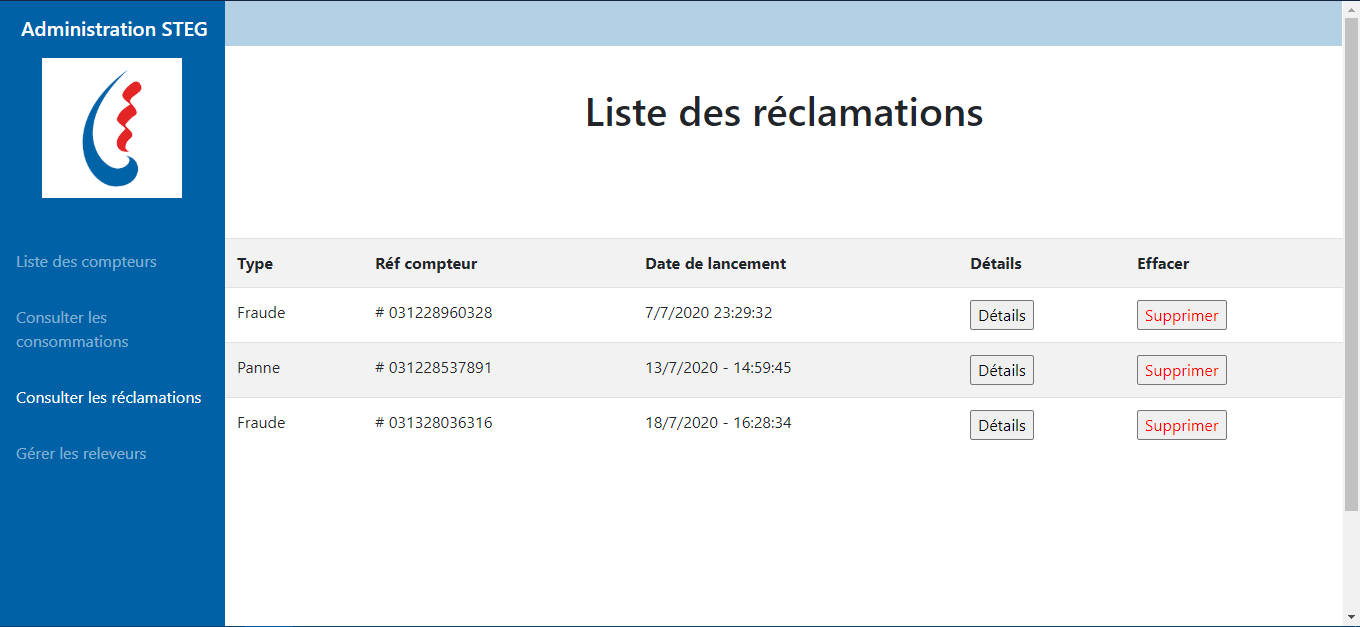 Administration STEG
Liste des compteurs
Consulter les
consommations
Consulter les réclamations
Gérer les releveurs
Liste des réclamations
Type Réf compteur Date de lancement Détails Effacer
Fraude # 031228960328 7/7/2020 23:29:32 Détails Supprimer
Panne # 031228537891 13/7/2020 - 14:59:45 Détails Supprimer
Fraude # 031328036316 18/7/2020 - 16:28:34 Détails Supprimer